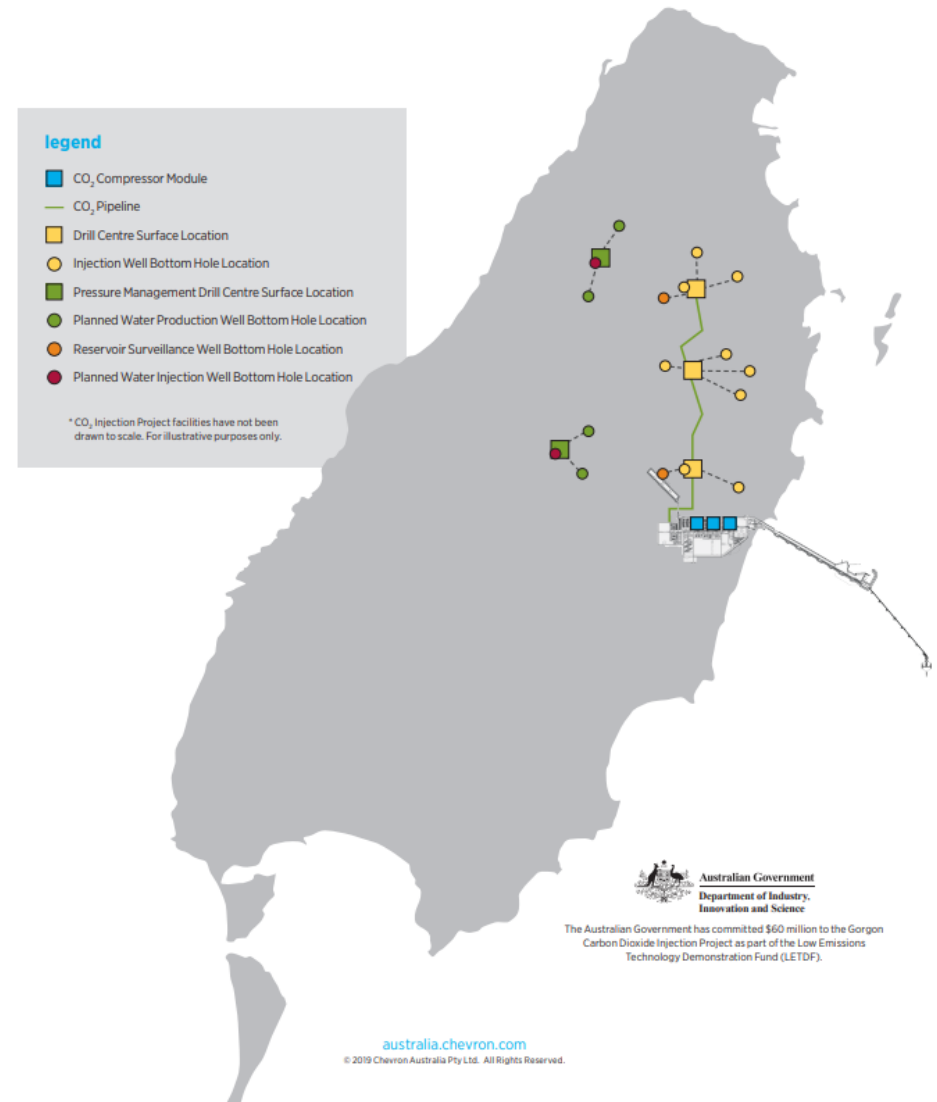 legend
CO₂ Compressor Module
CO₂ Pipeline
Drill Centre Surface Location
Injection Well Bottom Hole Location
Pressure Management Drill Centre Surface Location
Planned Water Production Well Bottom Hole Location
Reservoir Surveillance Well Bottom Hole Location
Planned Water Injection Well Bottom Hole Location
* CO₂ Injection Project facilities have not been
drawn to scale. For illustrative purposes only.
Australian Government
Department of Industry,
Innovation and Science
The Australian Government has committed $60 million to the Gorgon
Carbon Dioxide Injection Project as part of the Low Emissions
Technology Demonstration Fund (LETDF).
australia.chevron.com
© 2019 Chevron Australia Pty Ltd. All Rights Reserved.